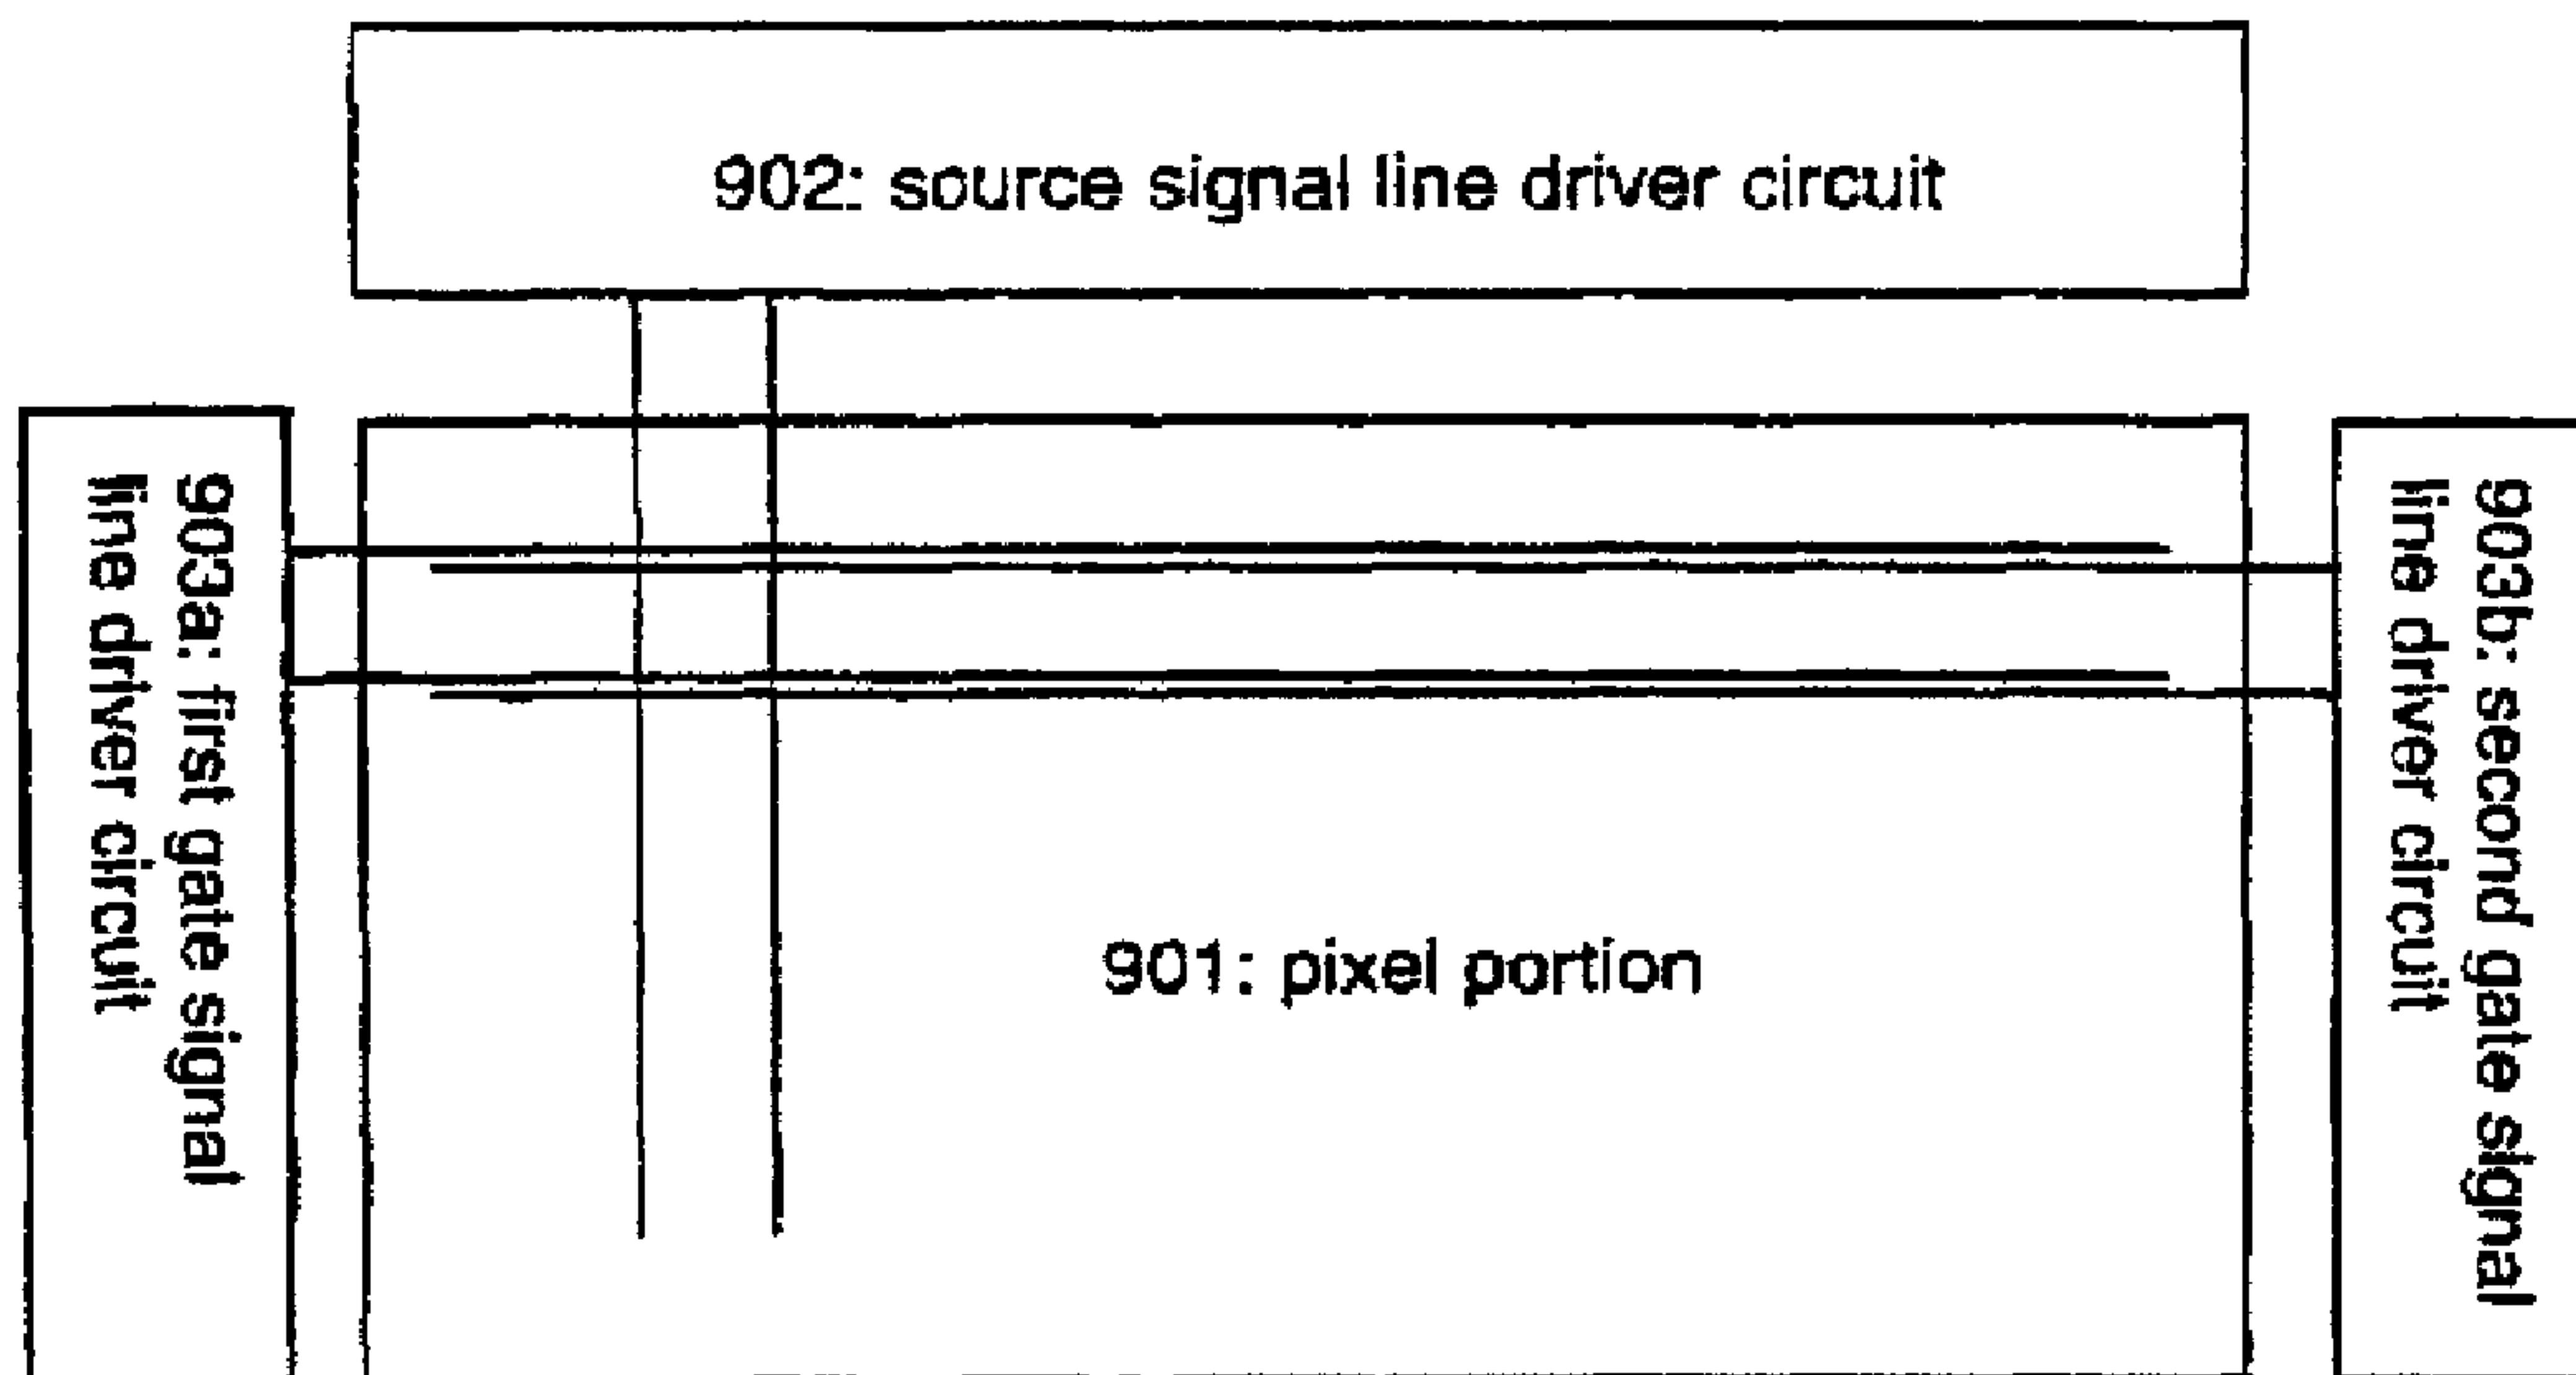 902: source signal line driver circuit
903a: first gate signal
line driver circuit
901: pixel portion
903b: second gate signal
line driver circuit